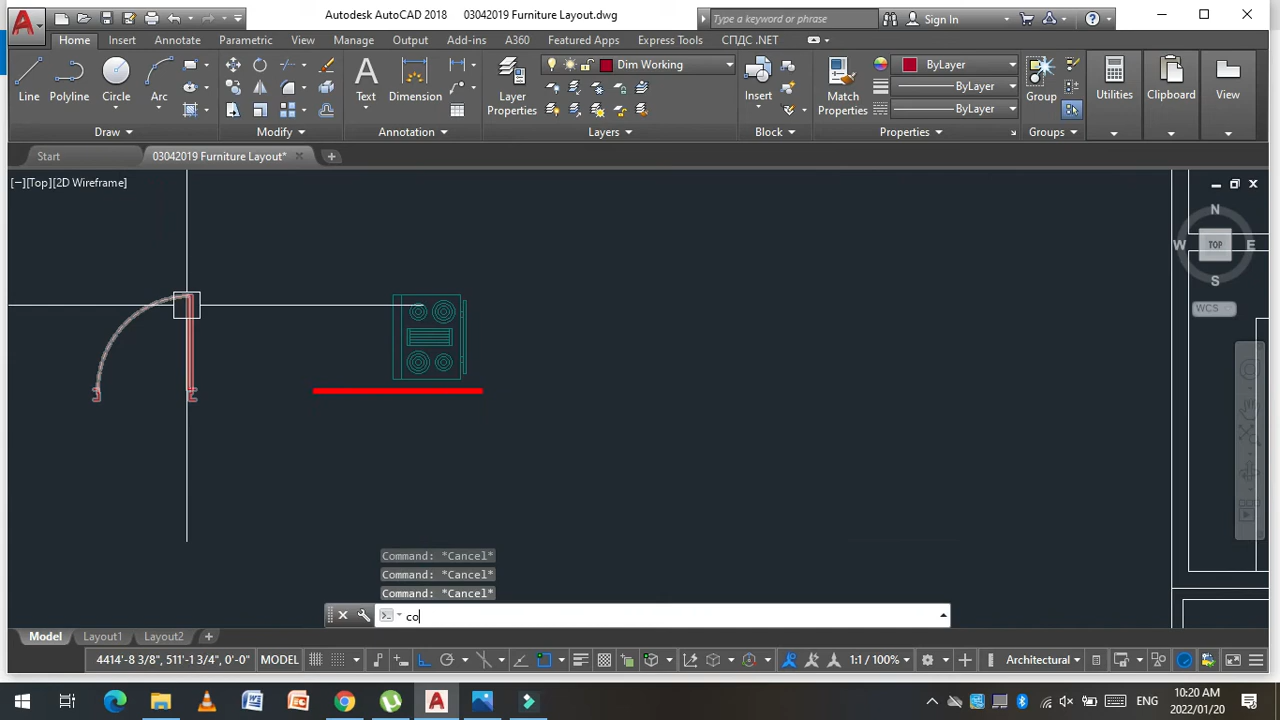 Autodesk AutoCAD 2018 03042019 Furniture Layout.dwg
Type a keyword or phrase
Sign In
Home Insert Annotate Parametric View Manage Output Add-ins A360 Featured Apps Express Tools СПДС .NET
Dim Working
ByLayer
ByLayer
ByLayer
Line Polyline Circle Arc
Text Dimension
Layer Properties
Insert
Match Properties
Group
Utilities Clipboard View
Draw Modify Annotation Layers Block Properties Groups
Start 03042019 Furniture Layout*
[−][Top][2D Wireframe]
N
W TOP E
S
WCS
Command: *Cancel*
Command: *Cancel*
Command: *Cancel*
co
Model Layout1 Layout2
4414'-8 3/8", 511'-1 3/4", 0'-0" MODEL 1:1 / 100% Architectural
ENG 10:20 AM
2022/01/20